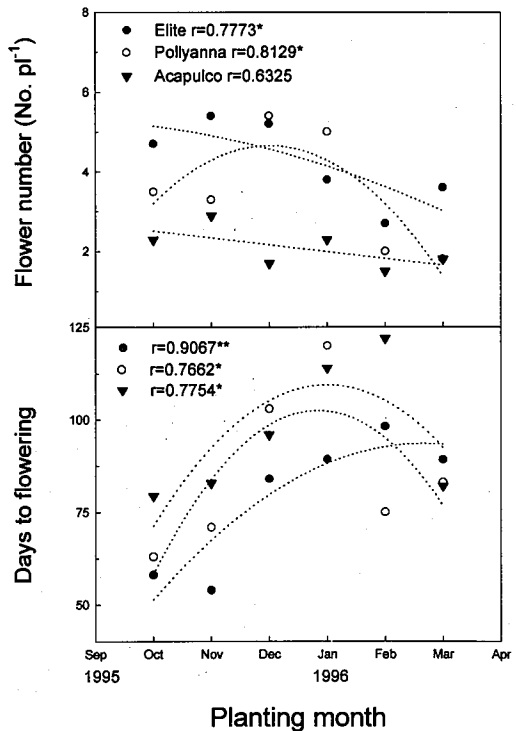 8
● Elite r=0.7773*
○ Pollyanna r=0.8129*
▼ Acapulco r=0.6325
6
4
2
Flower number (No. pl⁻¹)
125
● r=0.9067**
○ r=0.7662*
▼ r=0.7754*
100
75
50
Days to flowering
Sep Oct Nov Dec Jan Feb Mar Apr
1995 1996
Planting month